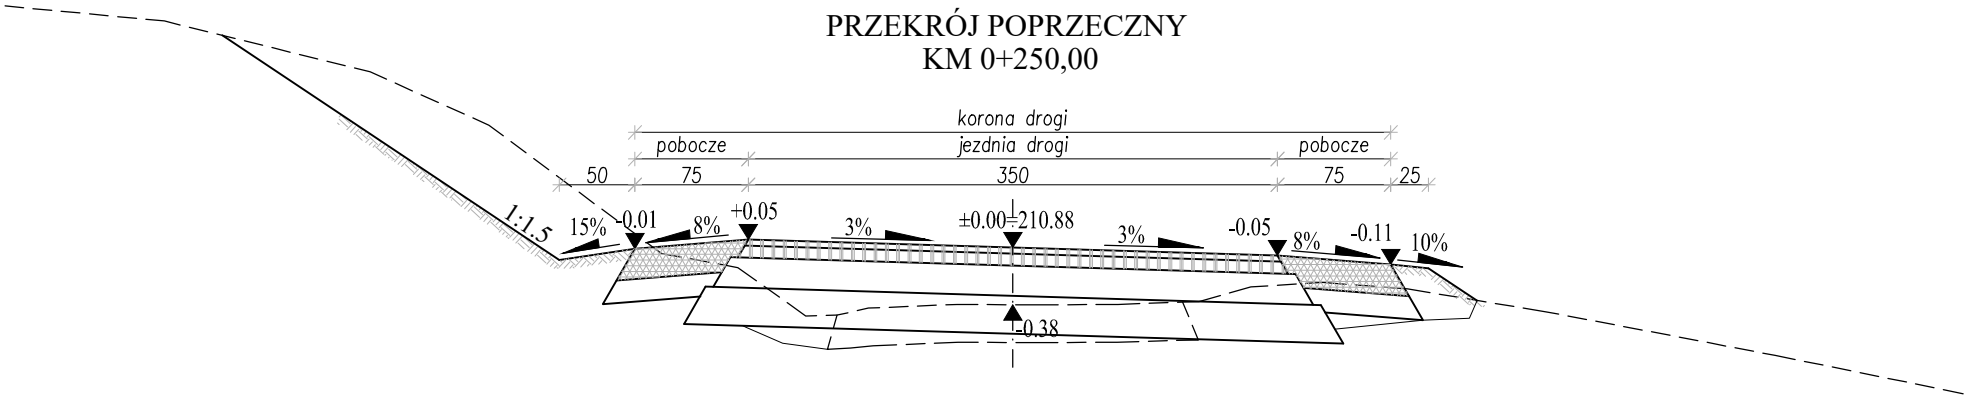 PRZEKRÓJ POPRZECZNY
KM 0+250,00
korona drogi
pobocze jezdnia drogi pobocze
50 75 350 75 25
1:1.5 15% -0.01 8% +0.05 3% ±0.00=210.88 3% -0.05 8% -0.11 10%
-0.38